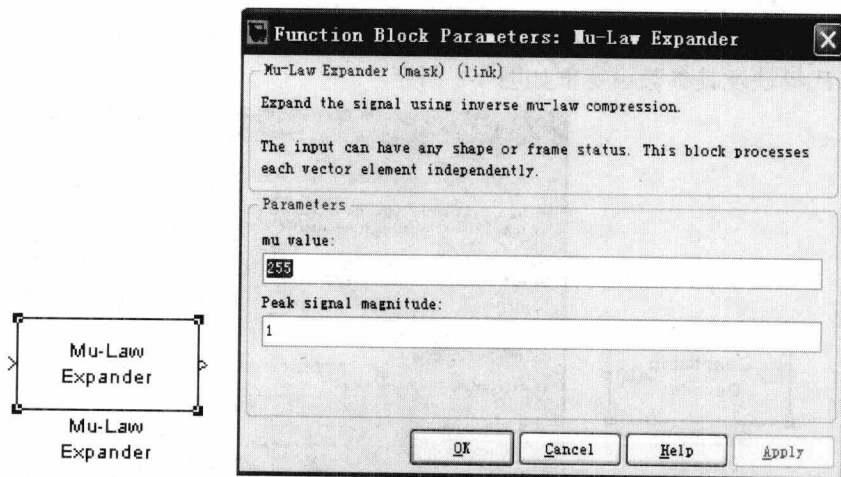 Function Block Parameters: Mu-Law Expander
Mu-Law Expander (mask) (link)
Expand the signal using inverse mu-law compression.
The input can have any shape or frame status. This block processes
each vector element independently.
Parameters
mu value:
255
Peak signal magnitude:
1
OK
Cancel
Help
Apply
Mu-Law
Expander
Mu-Law
Expander